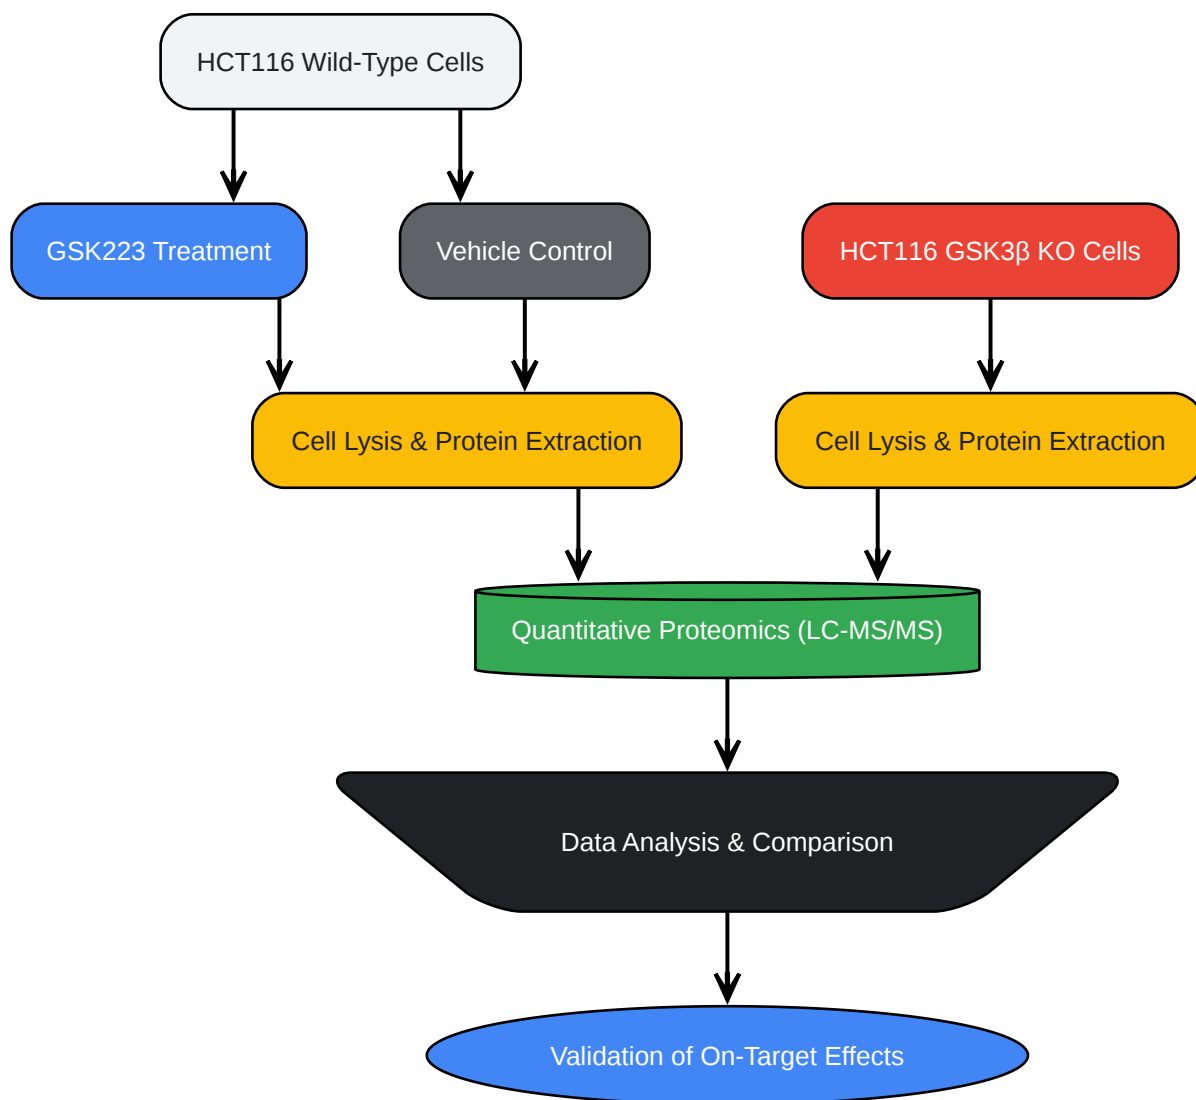 HCT116 Wild-Type Cells
GSK223 Treatment
Vehicle Control
HCT116 GSK3β KO Cells
Cell Lysis & Protein Extraction
Cell Lysis & Protein Extraction
Quantitative Proteomics (LC-MS/MS)
Data Analysis & Comparison
Validation of On-Target Effects